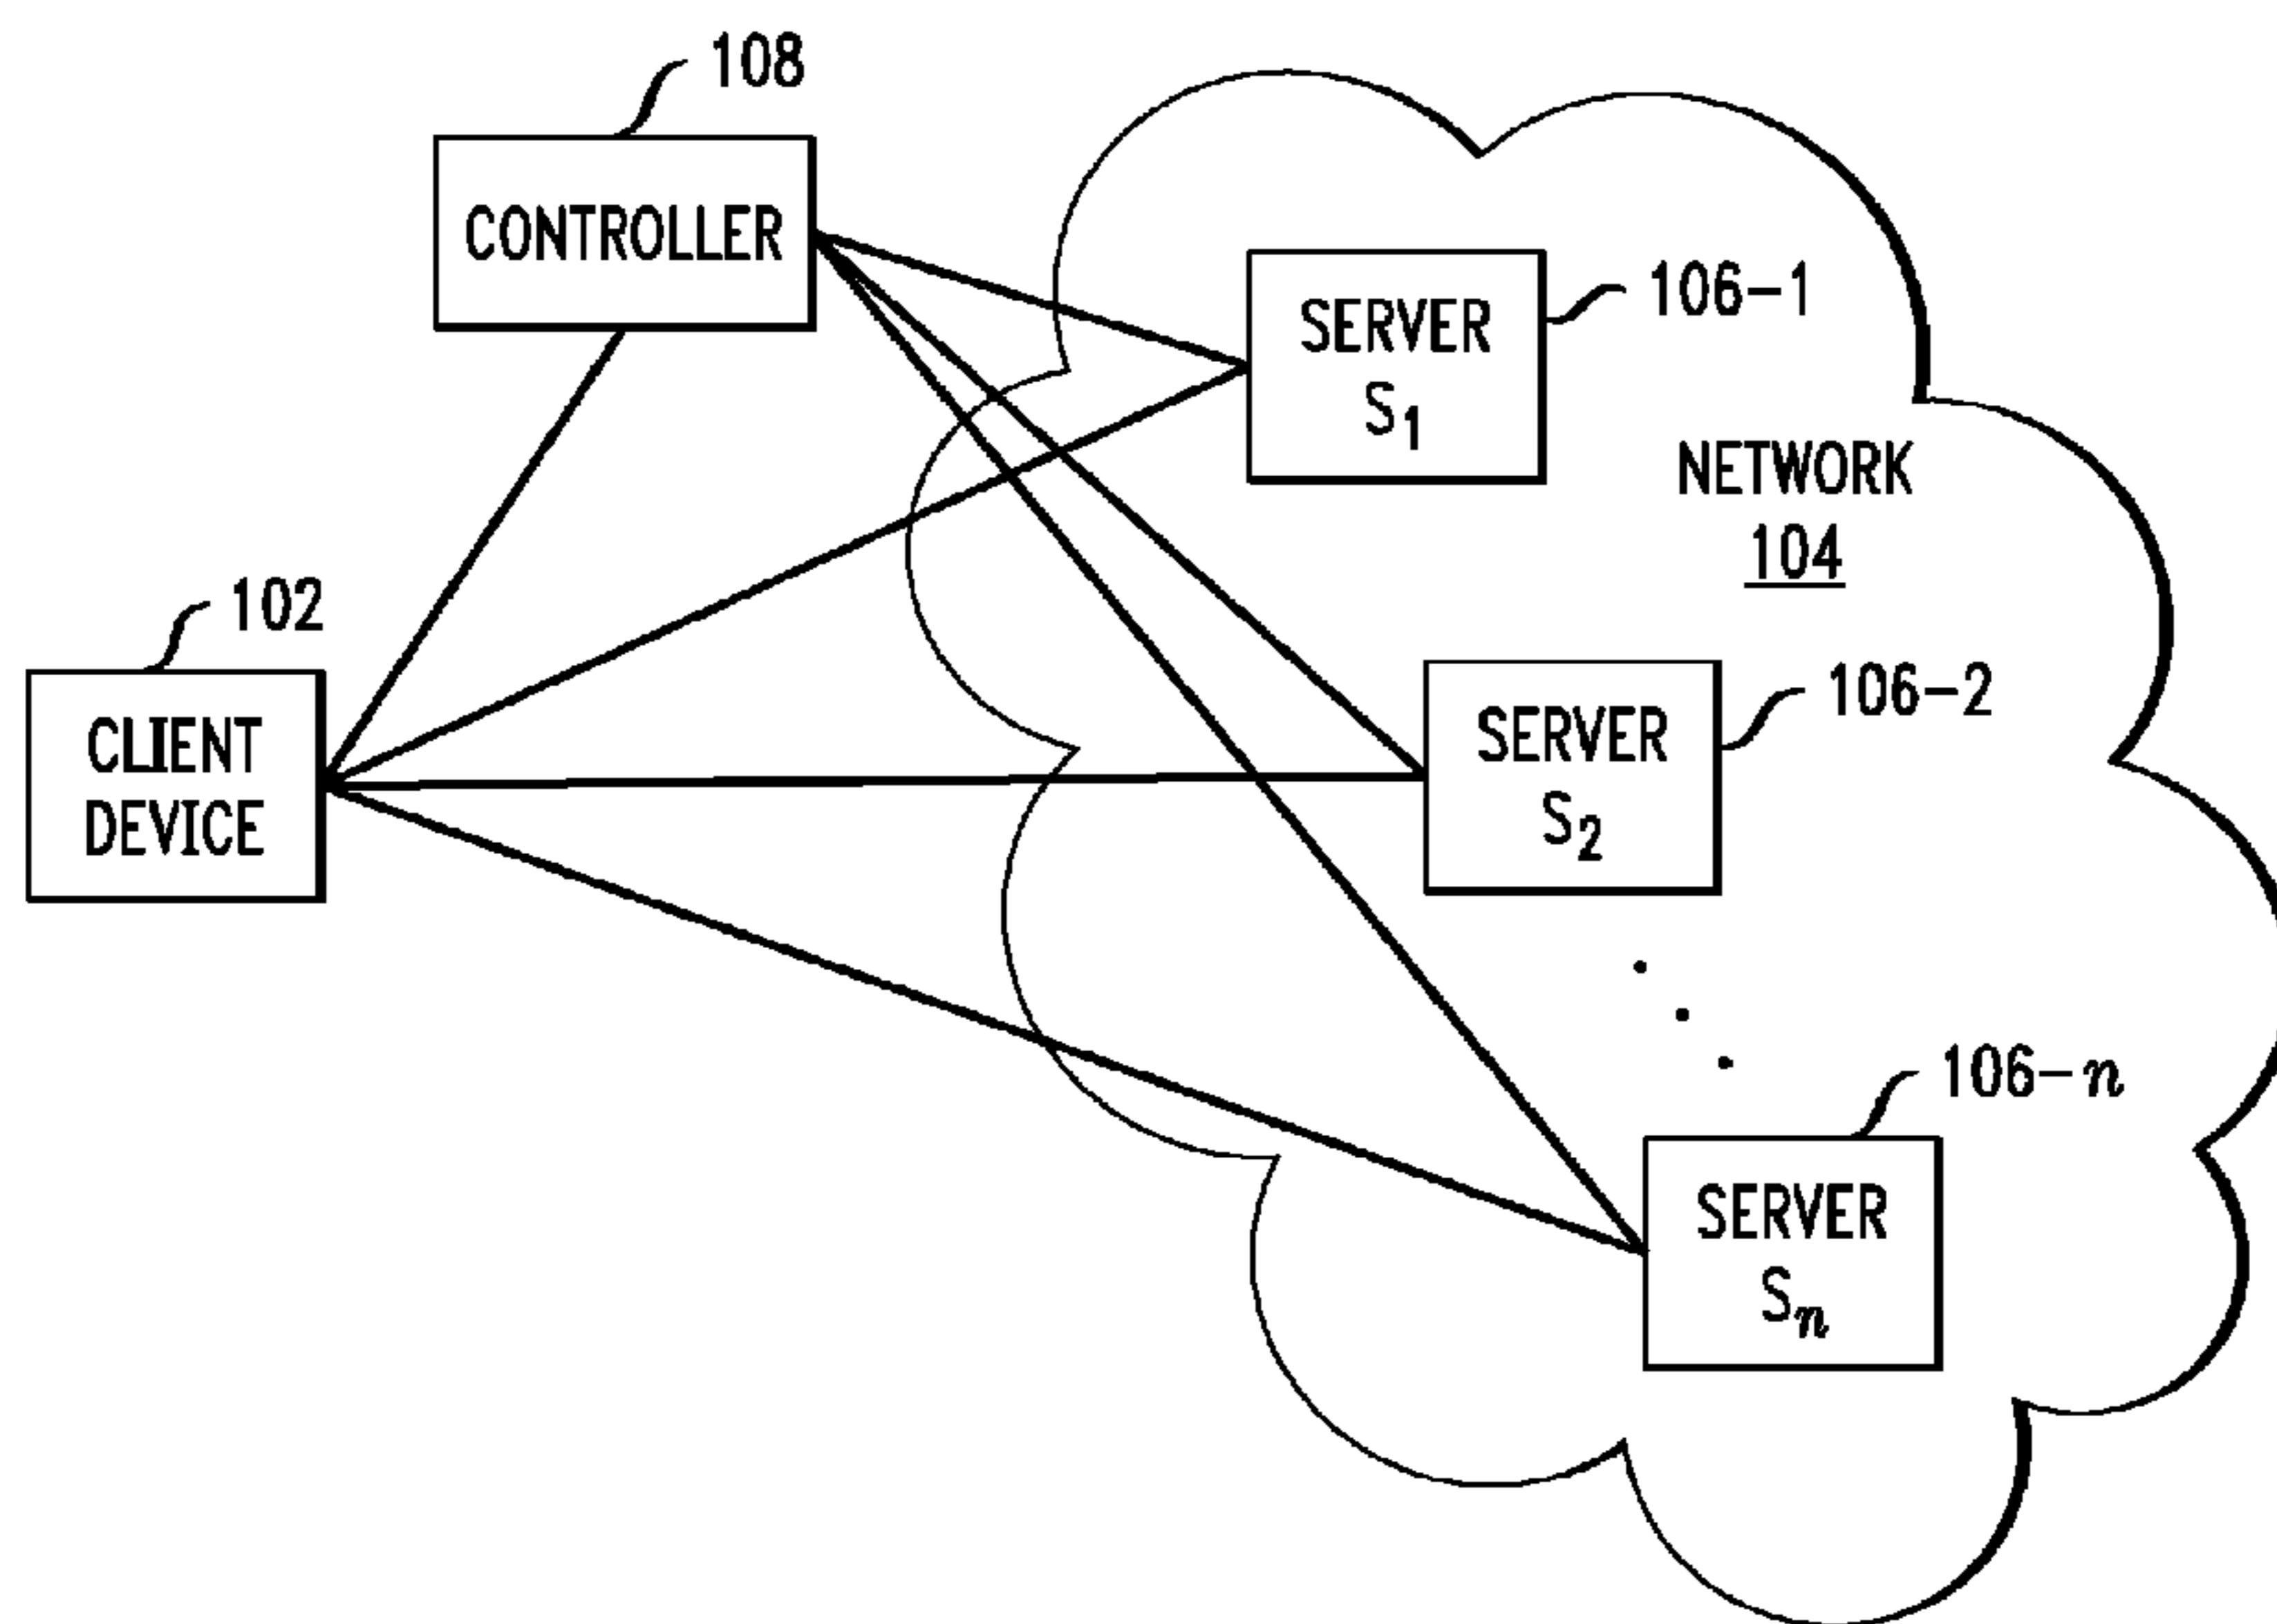 108
CONTROLLER
106-1
SERVER
S₁
NETWORK
104
102
CLIENT
DEVICE
106-2
SERVER
S₂
106-n
SERVER
Sₙ